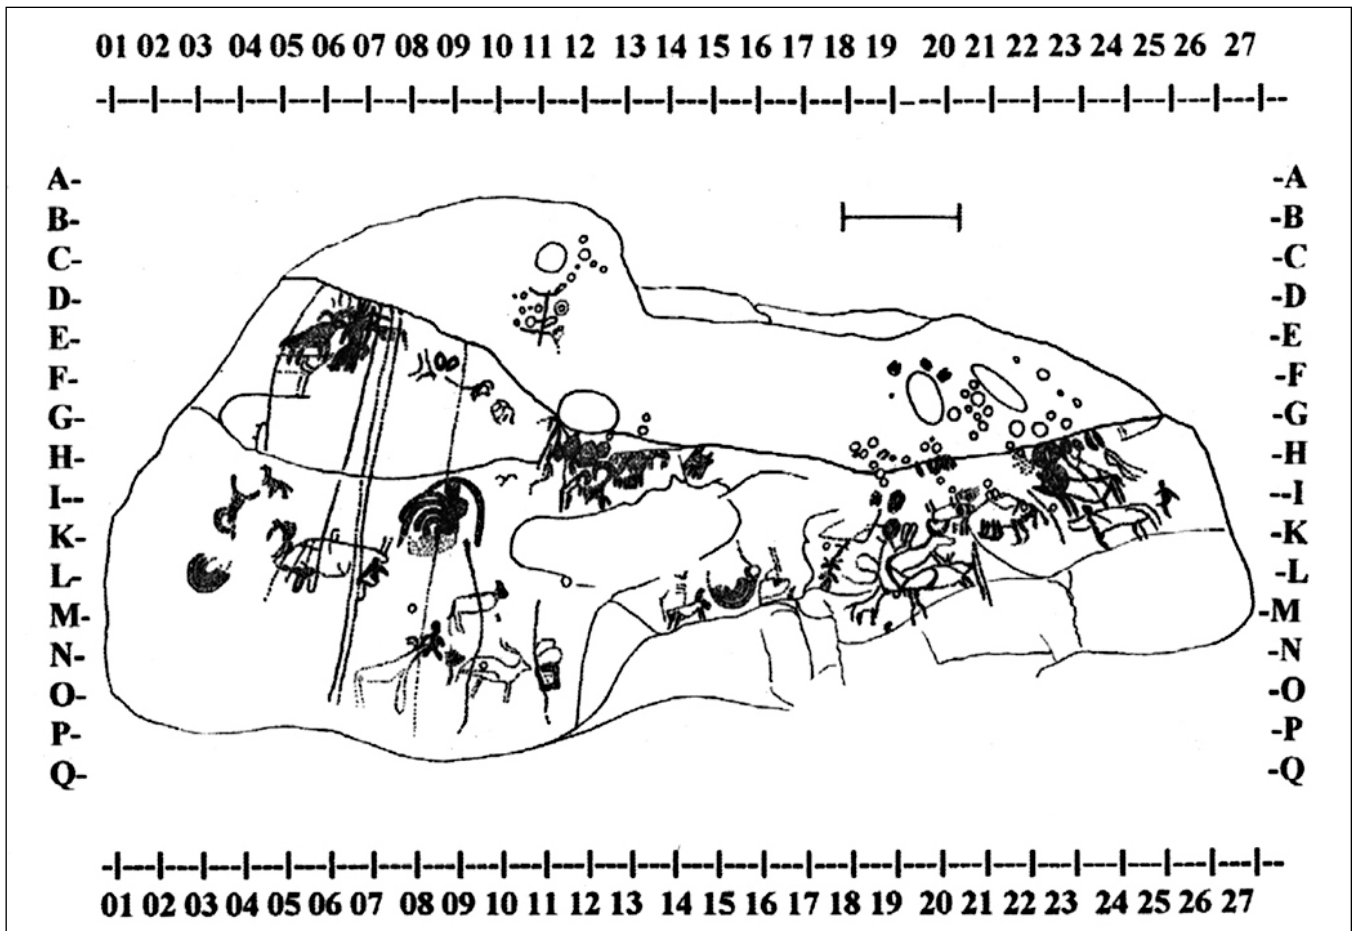 01 02 03 04 05 06 07 08 09 10 11 12 13 14 15 16 17 18 19 20 21 22 23 24 25 26 27
A- -A
B- -B
C- -C
D- -D
E- -E
F- -F
G- -G
H- -H
I-- --I
K- -K
L- -L
M- -M
N- -N
O- -O
P- -P
Q- -Q
01 02 03 04 05 06 07 08 09 10 11 12 13 14 15 16 17 18 19 20 21 22 23 24 25 26 27